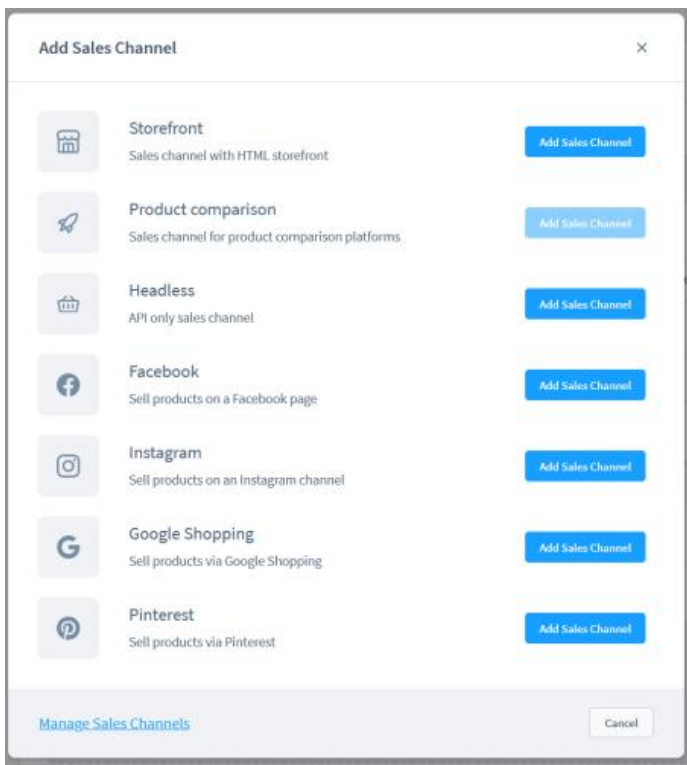 Add Sales Channel
Storefront
Sales channel with HTML storefront
Add Sales Channel
Product comparison
Sales channel for product comparison platforms
Add Sales Channel
Headless
API only sales channel
Add Sales Channel
Facebook
Sell products on a Facebook page
Add Sales Channel
Instagram
Sell products on an Instagram channel
Add Sales Channel
Google Shopping
Sell products via Google Shopping
Add Sales Channel
Pinterest
Sell products via Pinterest
Add Sales Channel
Manage Sales Channels
Cancel